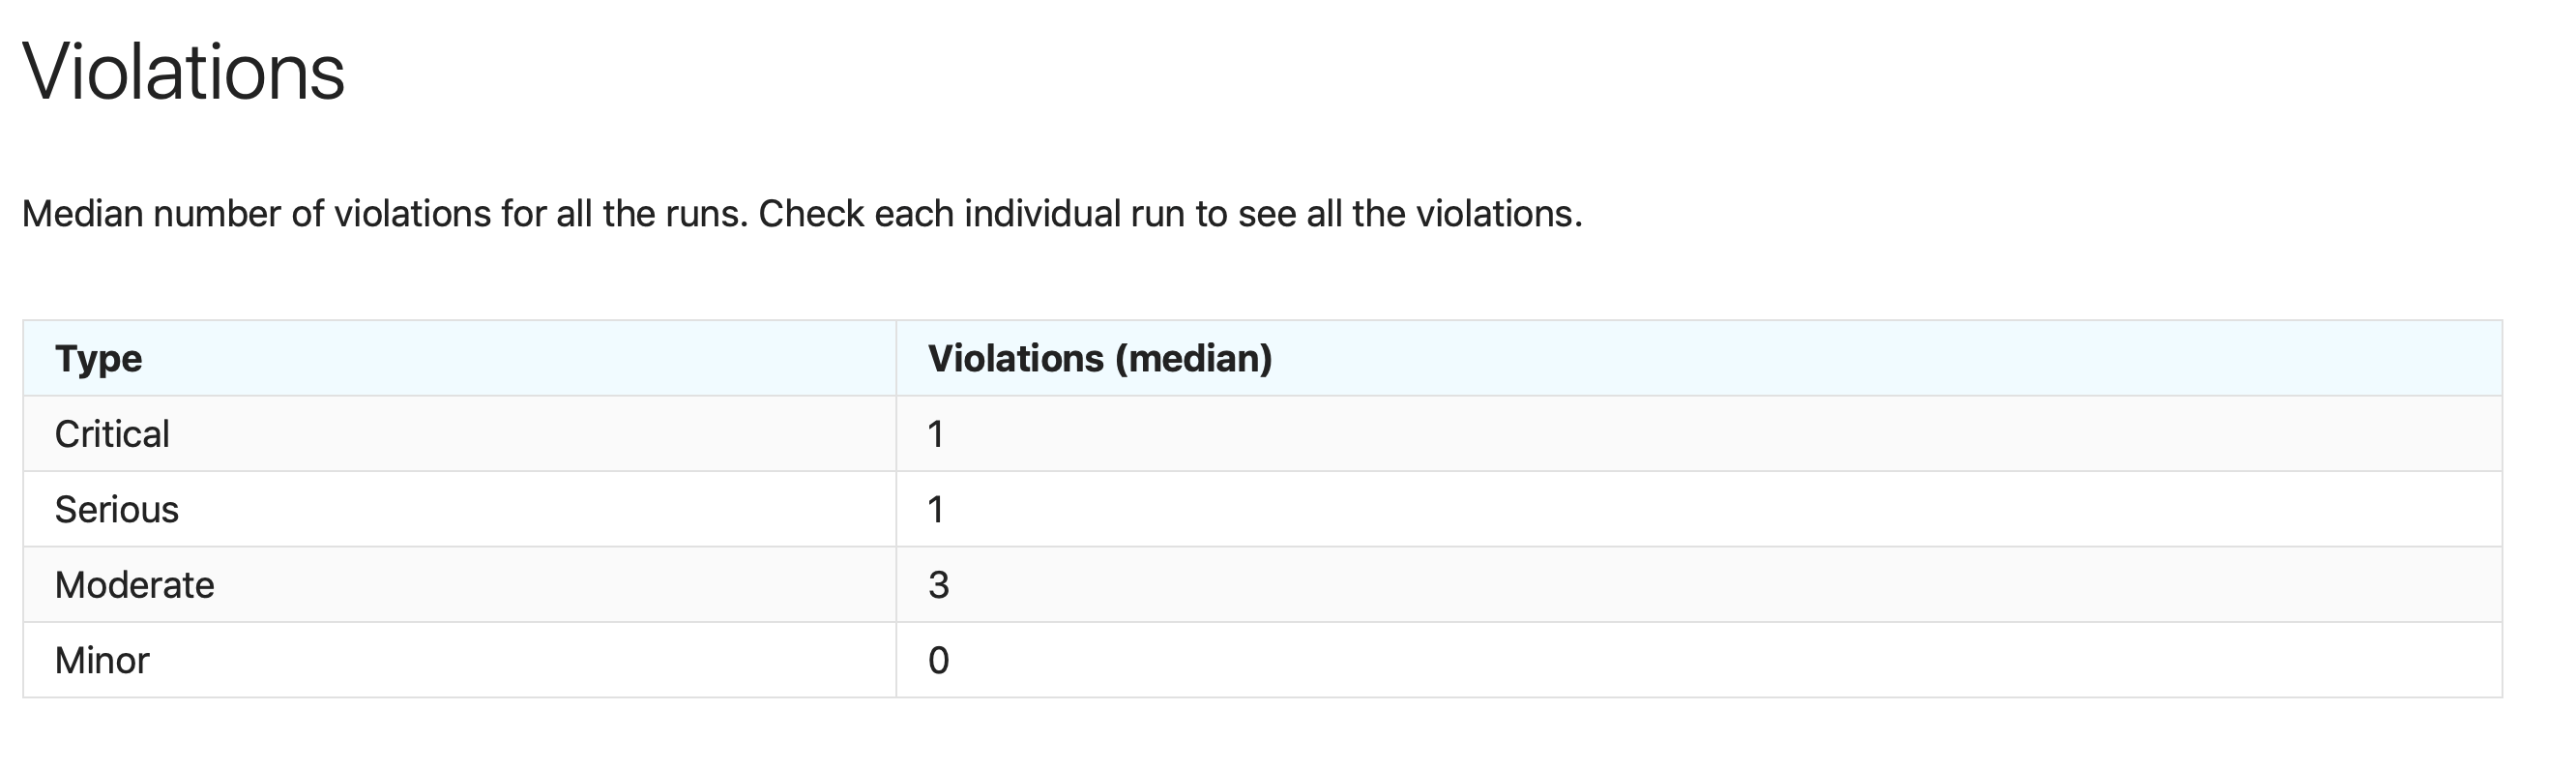 Violations
Median number of violations for all the runs. Check each individual run to see all the violations.
Type Violations (median)
Critical 1
Serious 1
Moderate 3
Minor 0